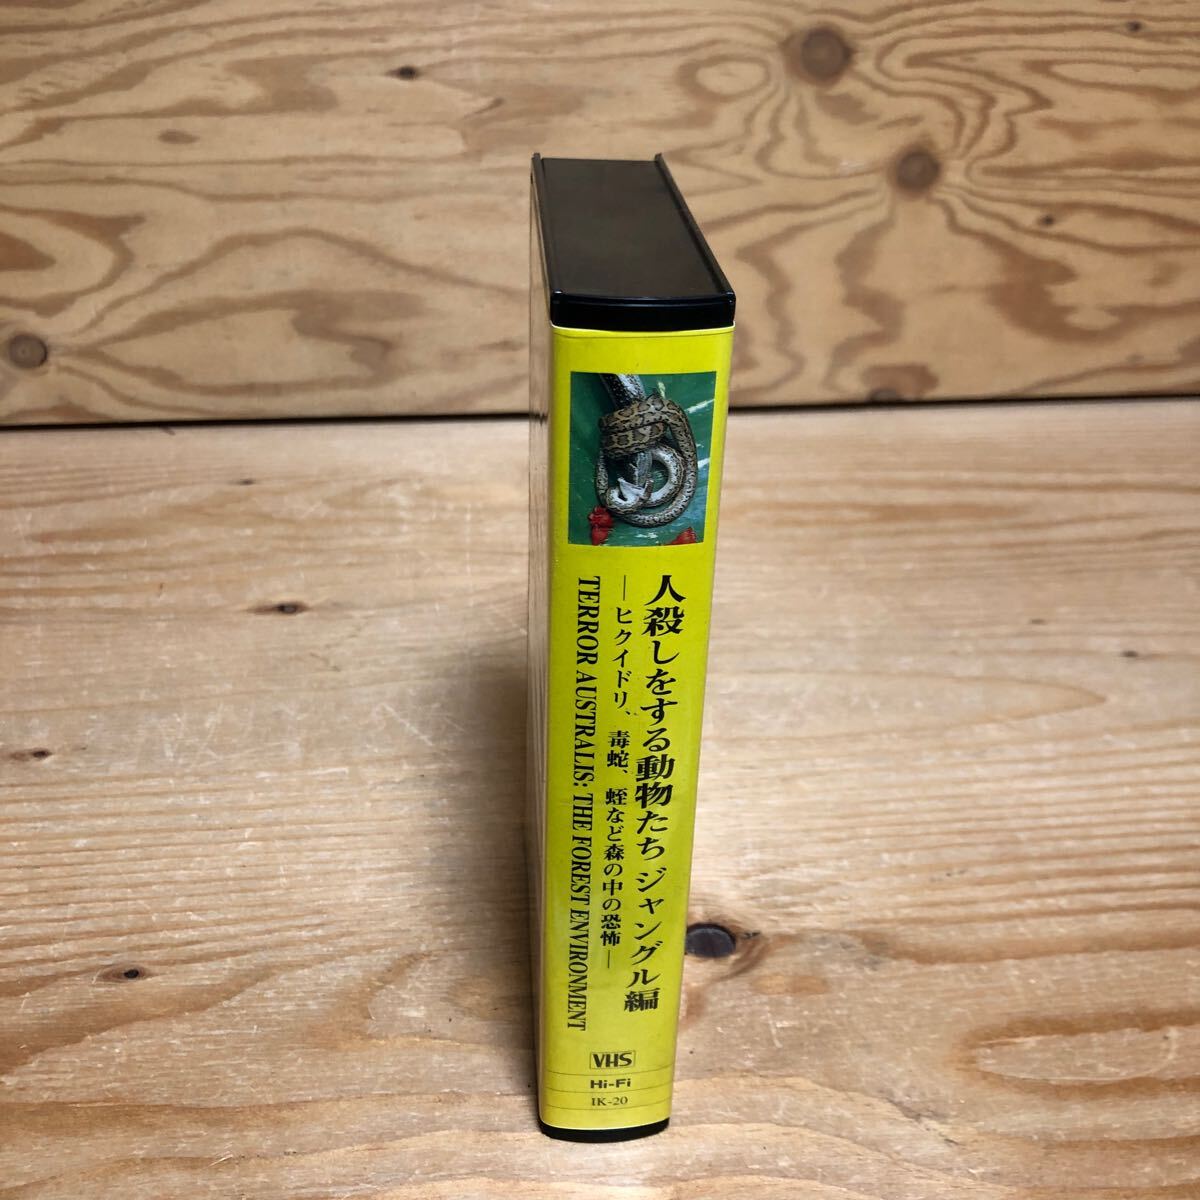 人殺しをする動物たち ジャングル編
―ヒクイドリ、毒蛇、蛭など森の中の恐怖―
TERROR AUSTRALIS: THE FOREST ENVIRONMENT
VHS
Hi-Fi
IK-20